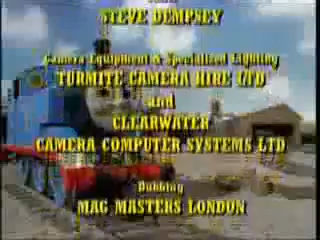 STEVE DEMPSEY
Camera Equipment & Specialized Lighting
TURMITE CAMERA HIRE LTD
and
CLEARWATER
CAMERA COMPUTER SYSTEMS LTD
Dubbing
MAG MASTERS LONDON